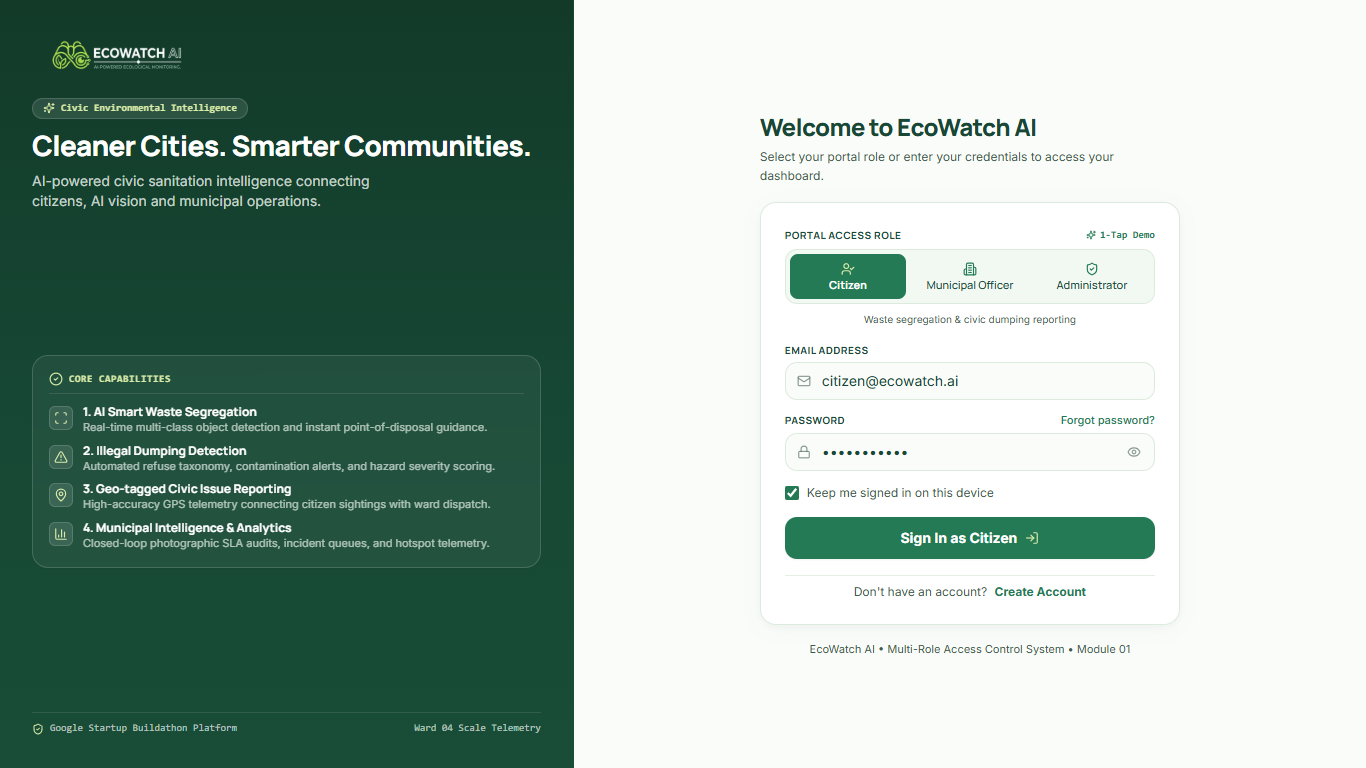 ECOWATCH AI
AI-POWERED ECOLOGICAL MONITORING.
Civic Environmental Intelligence
Cleaner Cities. Smarter Communities.
AI-powered civic sanitation intelligence connecting
citizens, AI vision and municipal operations.
CORE CAPABILITIES
1. AI Smart Waste Segregation
Real-time multi-class object detection and instant point-of-disposal guidance.
2. Illegal Dumping Detection
Automated refuse taxonomy, contamination alerts, and hazard severity scoring.
3. Geo-tagged Civic Issue Reporting
High-accuracy GPS telemetry connecting citizen sightings with ward dispatch.
4. Municipal Intelligence & Analytics
Closed-loop photographic SLA audits, incident queues, and hotspot telemetry.
Google Startup Buildathon Platform
Ward 04 Scale Telemetry
Welcome to EcoWatch AI
Select your portal role or enter your credentials to access your
dashboard.
PORTAL ACCESS ROLE
1-Tap Demo
Citizen
Municipal Officer
Administrator
Waste segregation & civic dumping reporting
EMAIL ADDRESS
citizen@ecowatch.ai
PASSWORD
Forgot password?
•••••••••••
Keep me signed in on this device
Sign In as Citizen
Don't have an account? Create Account
EcoWatch AI • Multi-Role Access Control System • Module 01